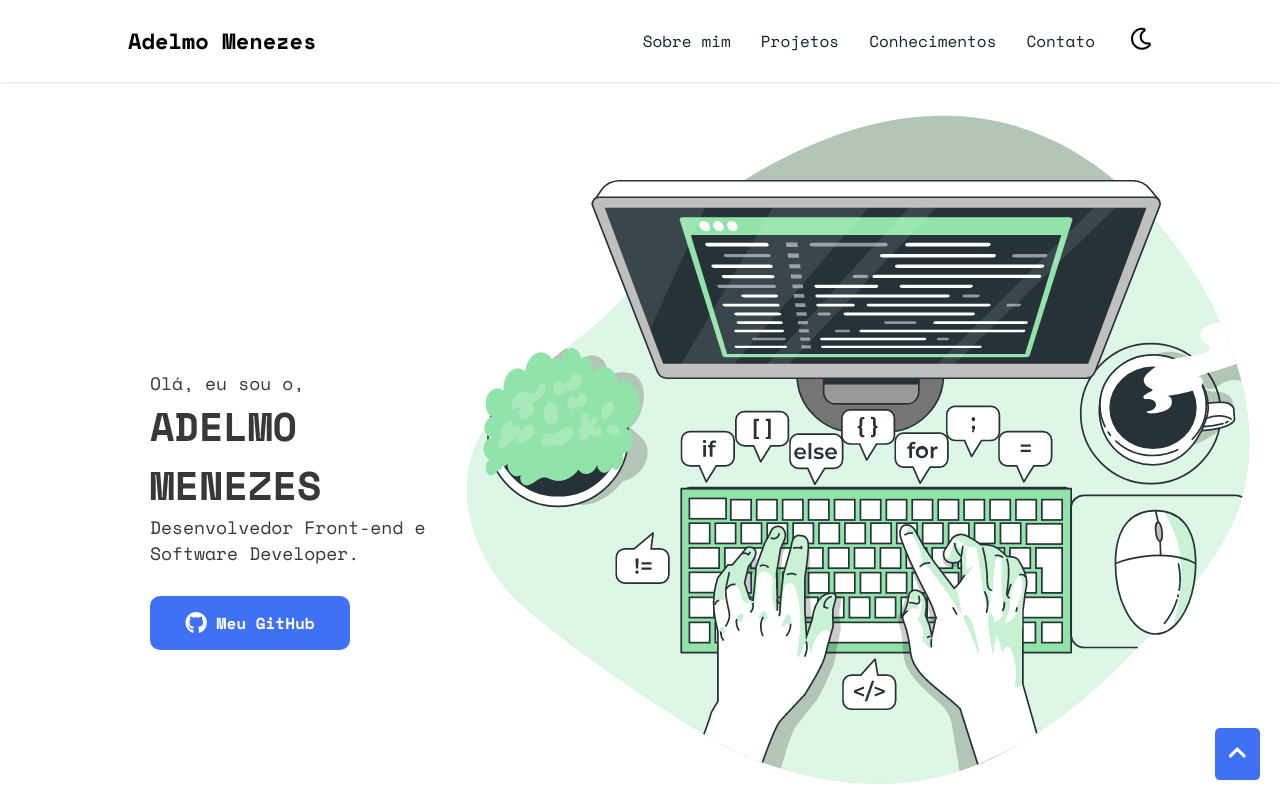 Adelmo Menezes
Sobre mim Projetos Conhecimentos Contato
Olá, eu sou o,
ADELMO
MENEZES
Desenvolvedor Front-end e
Software Developer.
Meu GitHub
if [ ] else { } for ; =
!=
</>